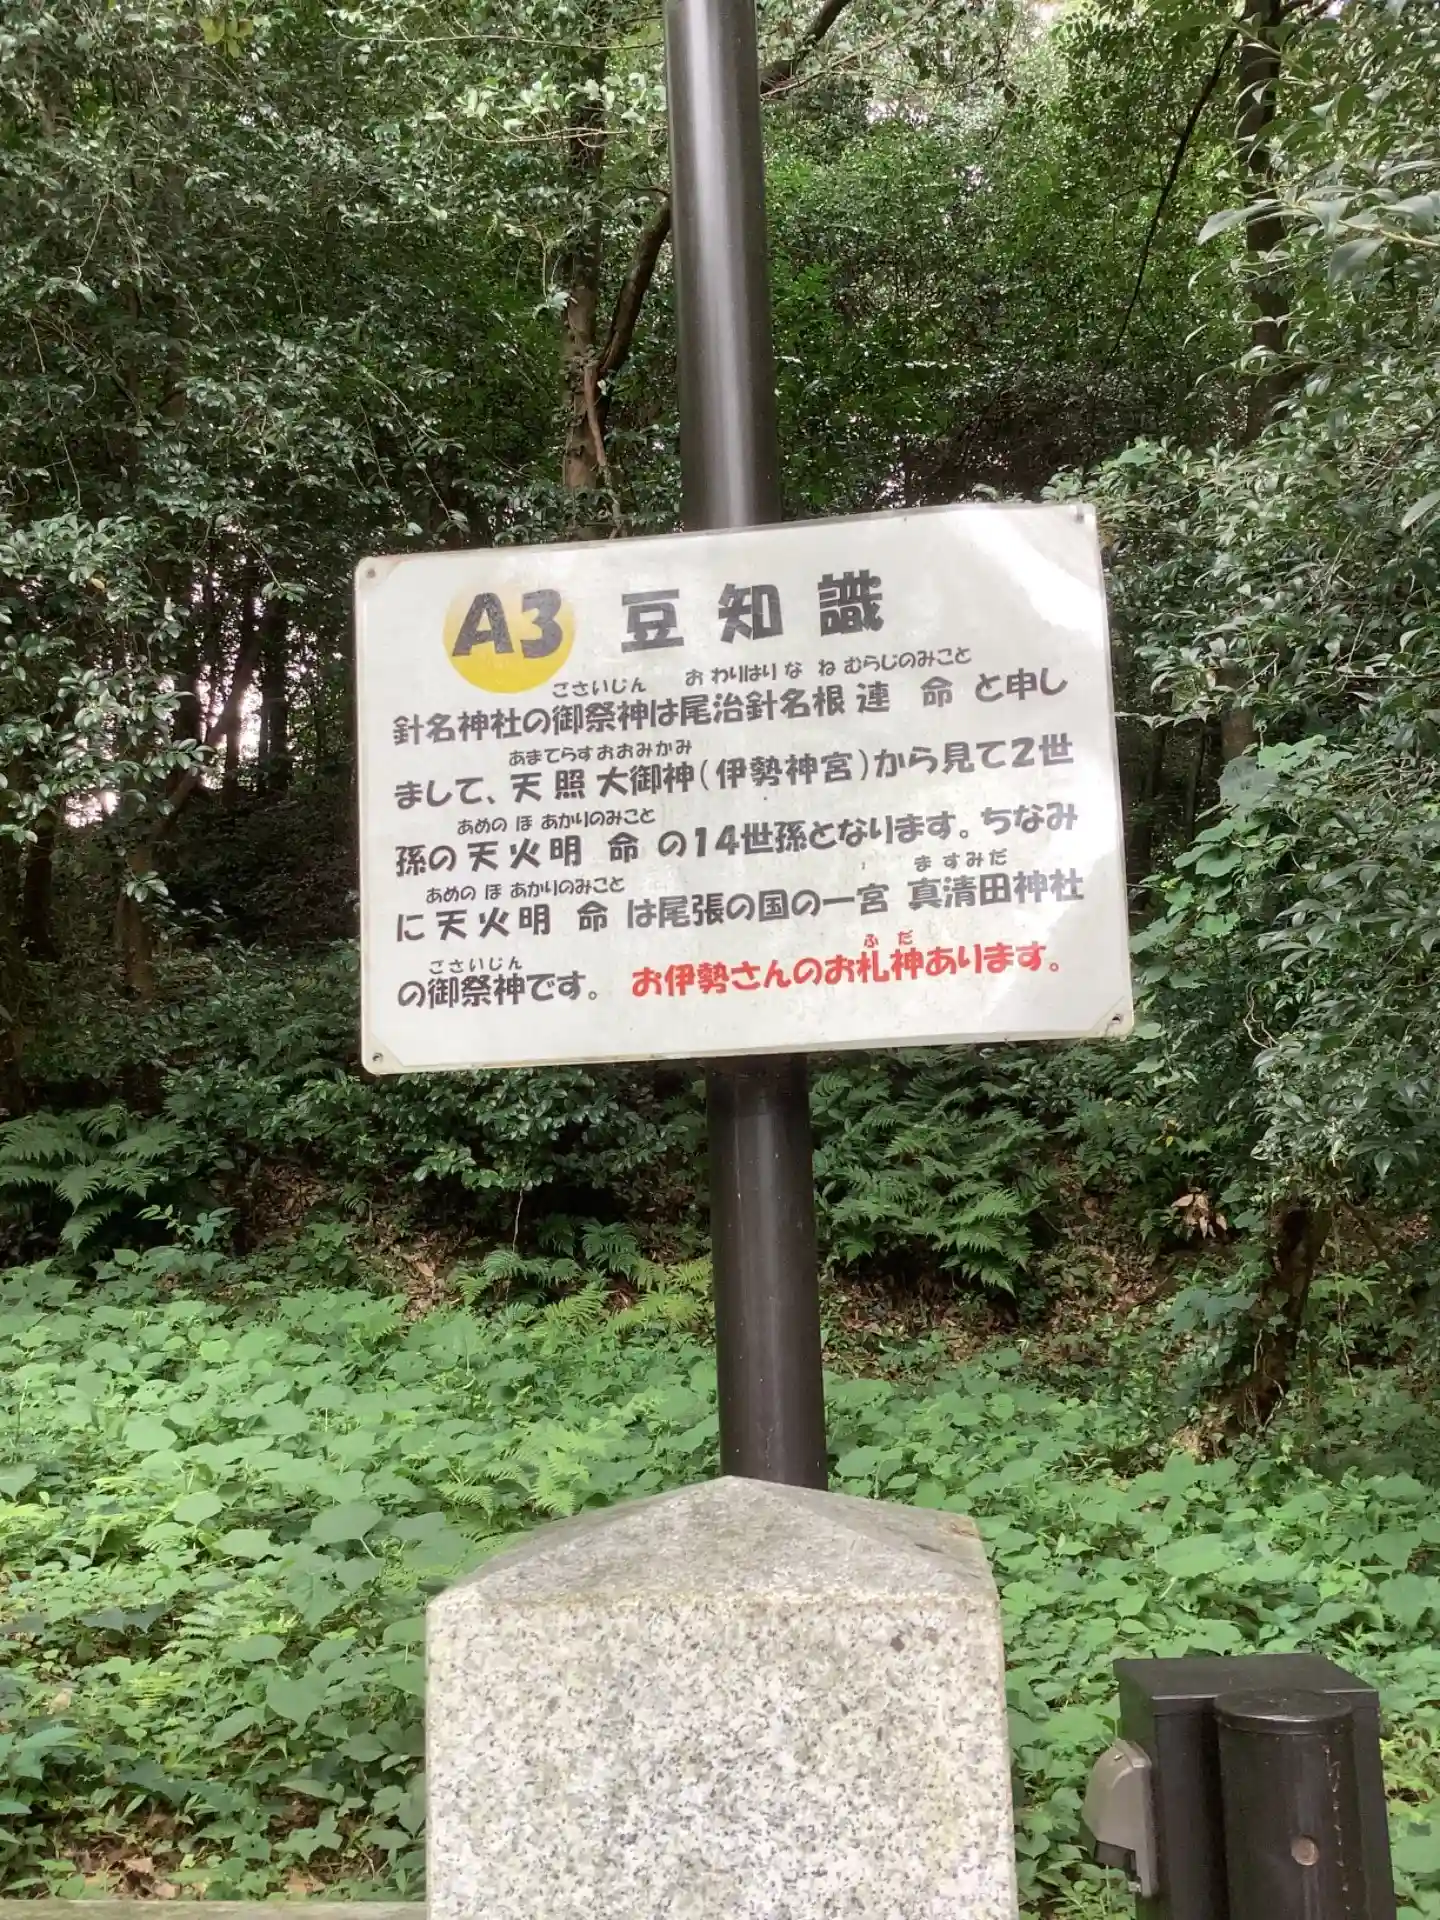 A3 豆知識
ごさいじん おわりはりなねむらじのみこと
針名神社の御祭神は尾治針名根連命と申し
あまてらすおおみかみ
まして、天照大御神(伊勢神宮)から見て2世
あめのほあかりのみこと
孫の天火明命の14世孫となります。ちなみ
あめのほあかりのみこと ますみだ
に天火明命は尾張の国の一宮 真清田神社
ごさいじん ふだ
の御祭神です。 お伊勢さんのお札神あります。